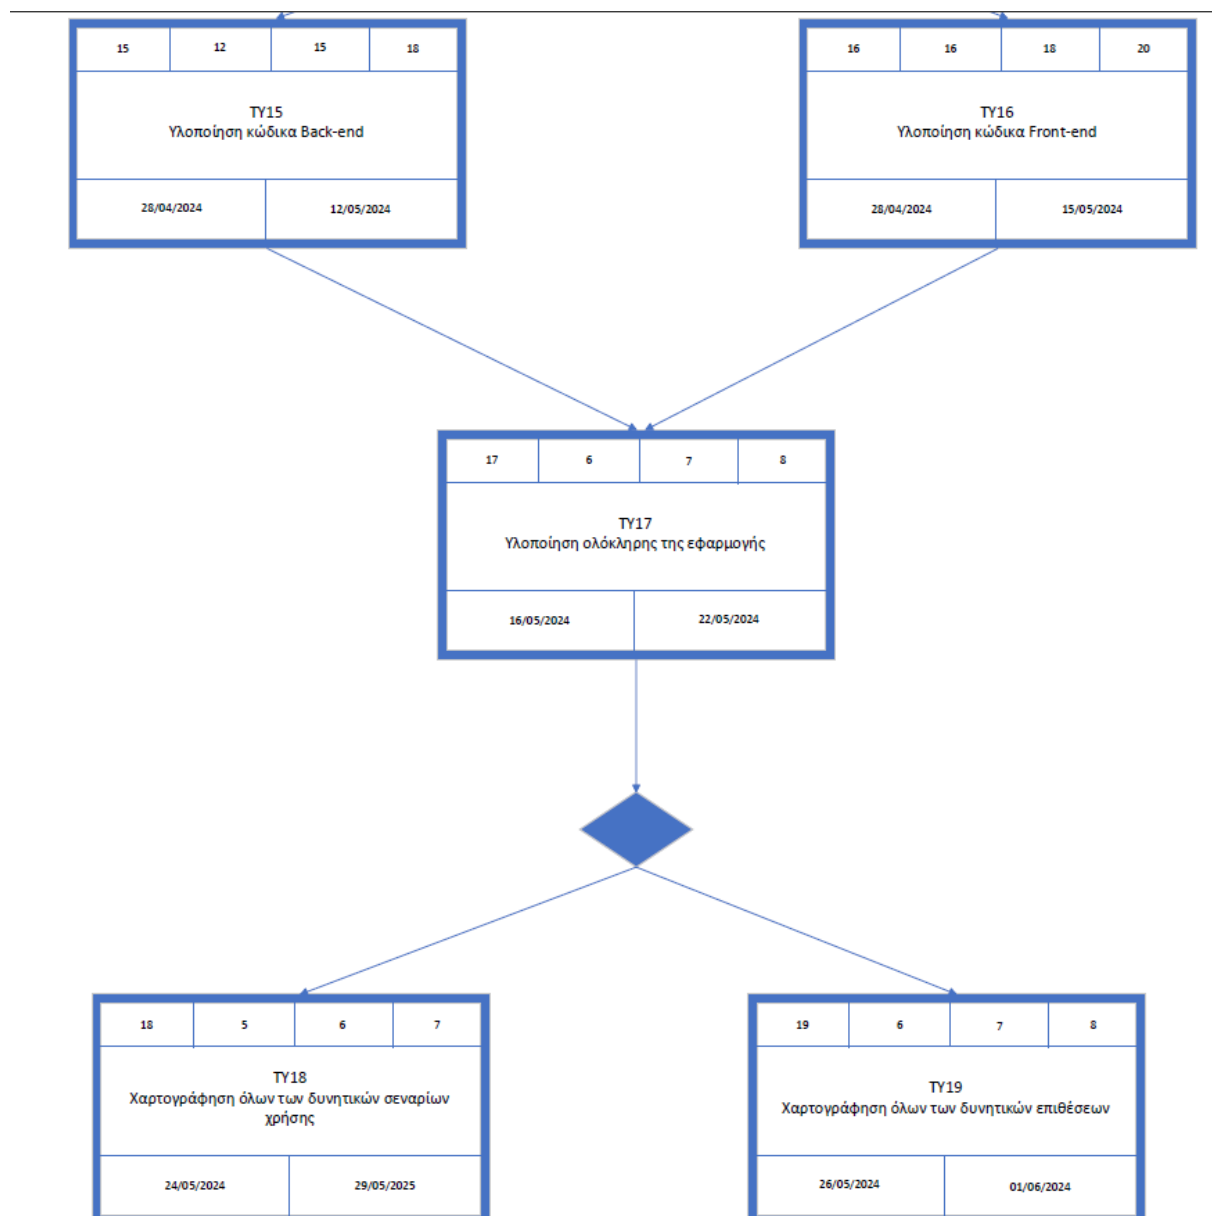 15 12 15 18
ΤΥ15
Υλοποίηση κώδικα Back-end
28/04/2024 12/05/2024
16 16 18 20
ΤΥ16
Υλοποίηση κώδικα Front-end
28/04/2024 15/05/2024
17 6 7 8
ΤΥ17
Υλοποίηση ολόκληρης της εφαρμογής
16/05/2024 22/05/2024
18 5 6 7
ΤΥ18
Χαρτογράφηση όλων των δυνητικών σεναρίων
χρήσης
24/05/2024 29/05/2025
19 6 7 8
ΤΥ19
Χαρτογράφηση όλων των δυνητικών επιθέσεων
26/05/2024 01/06/2024